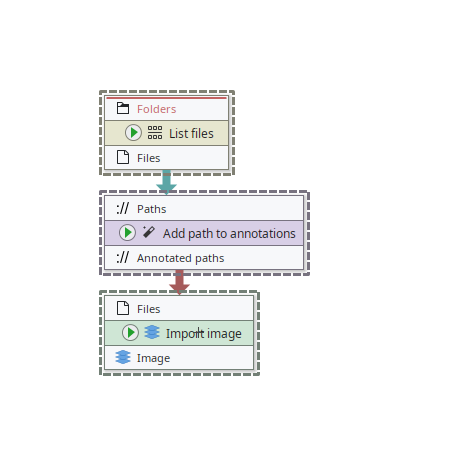 Folders
List files
Files
:// Paths
Add path to annotations
:// Annotated paths
Files
Import image
Image